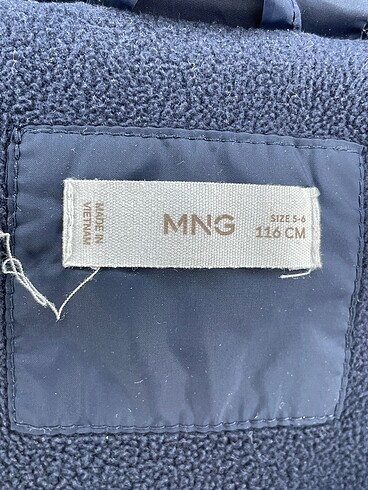 MADE IN
VIETNAM
MNG
SIZE 5-6
116 CM